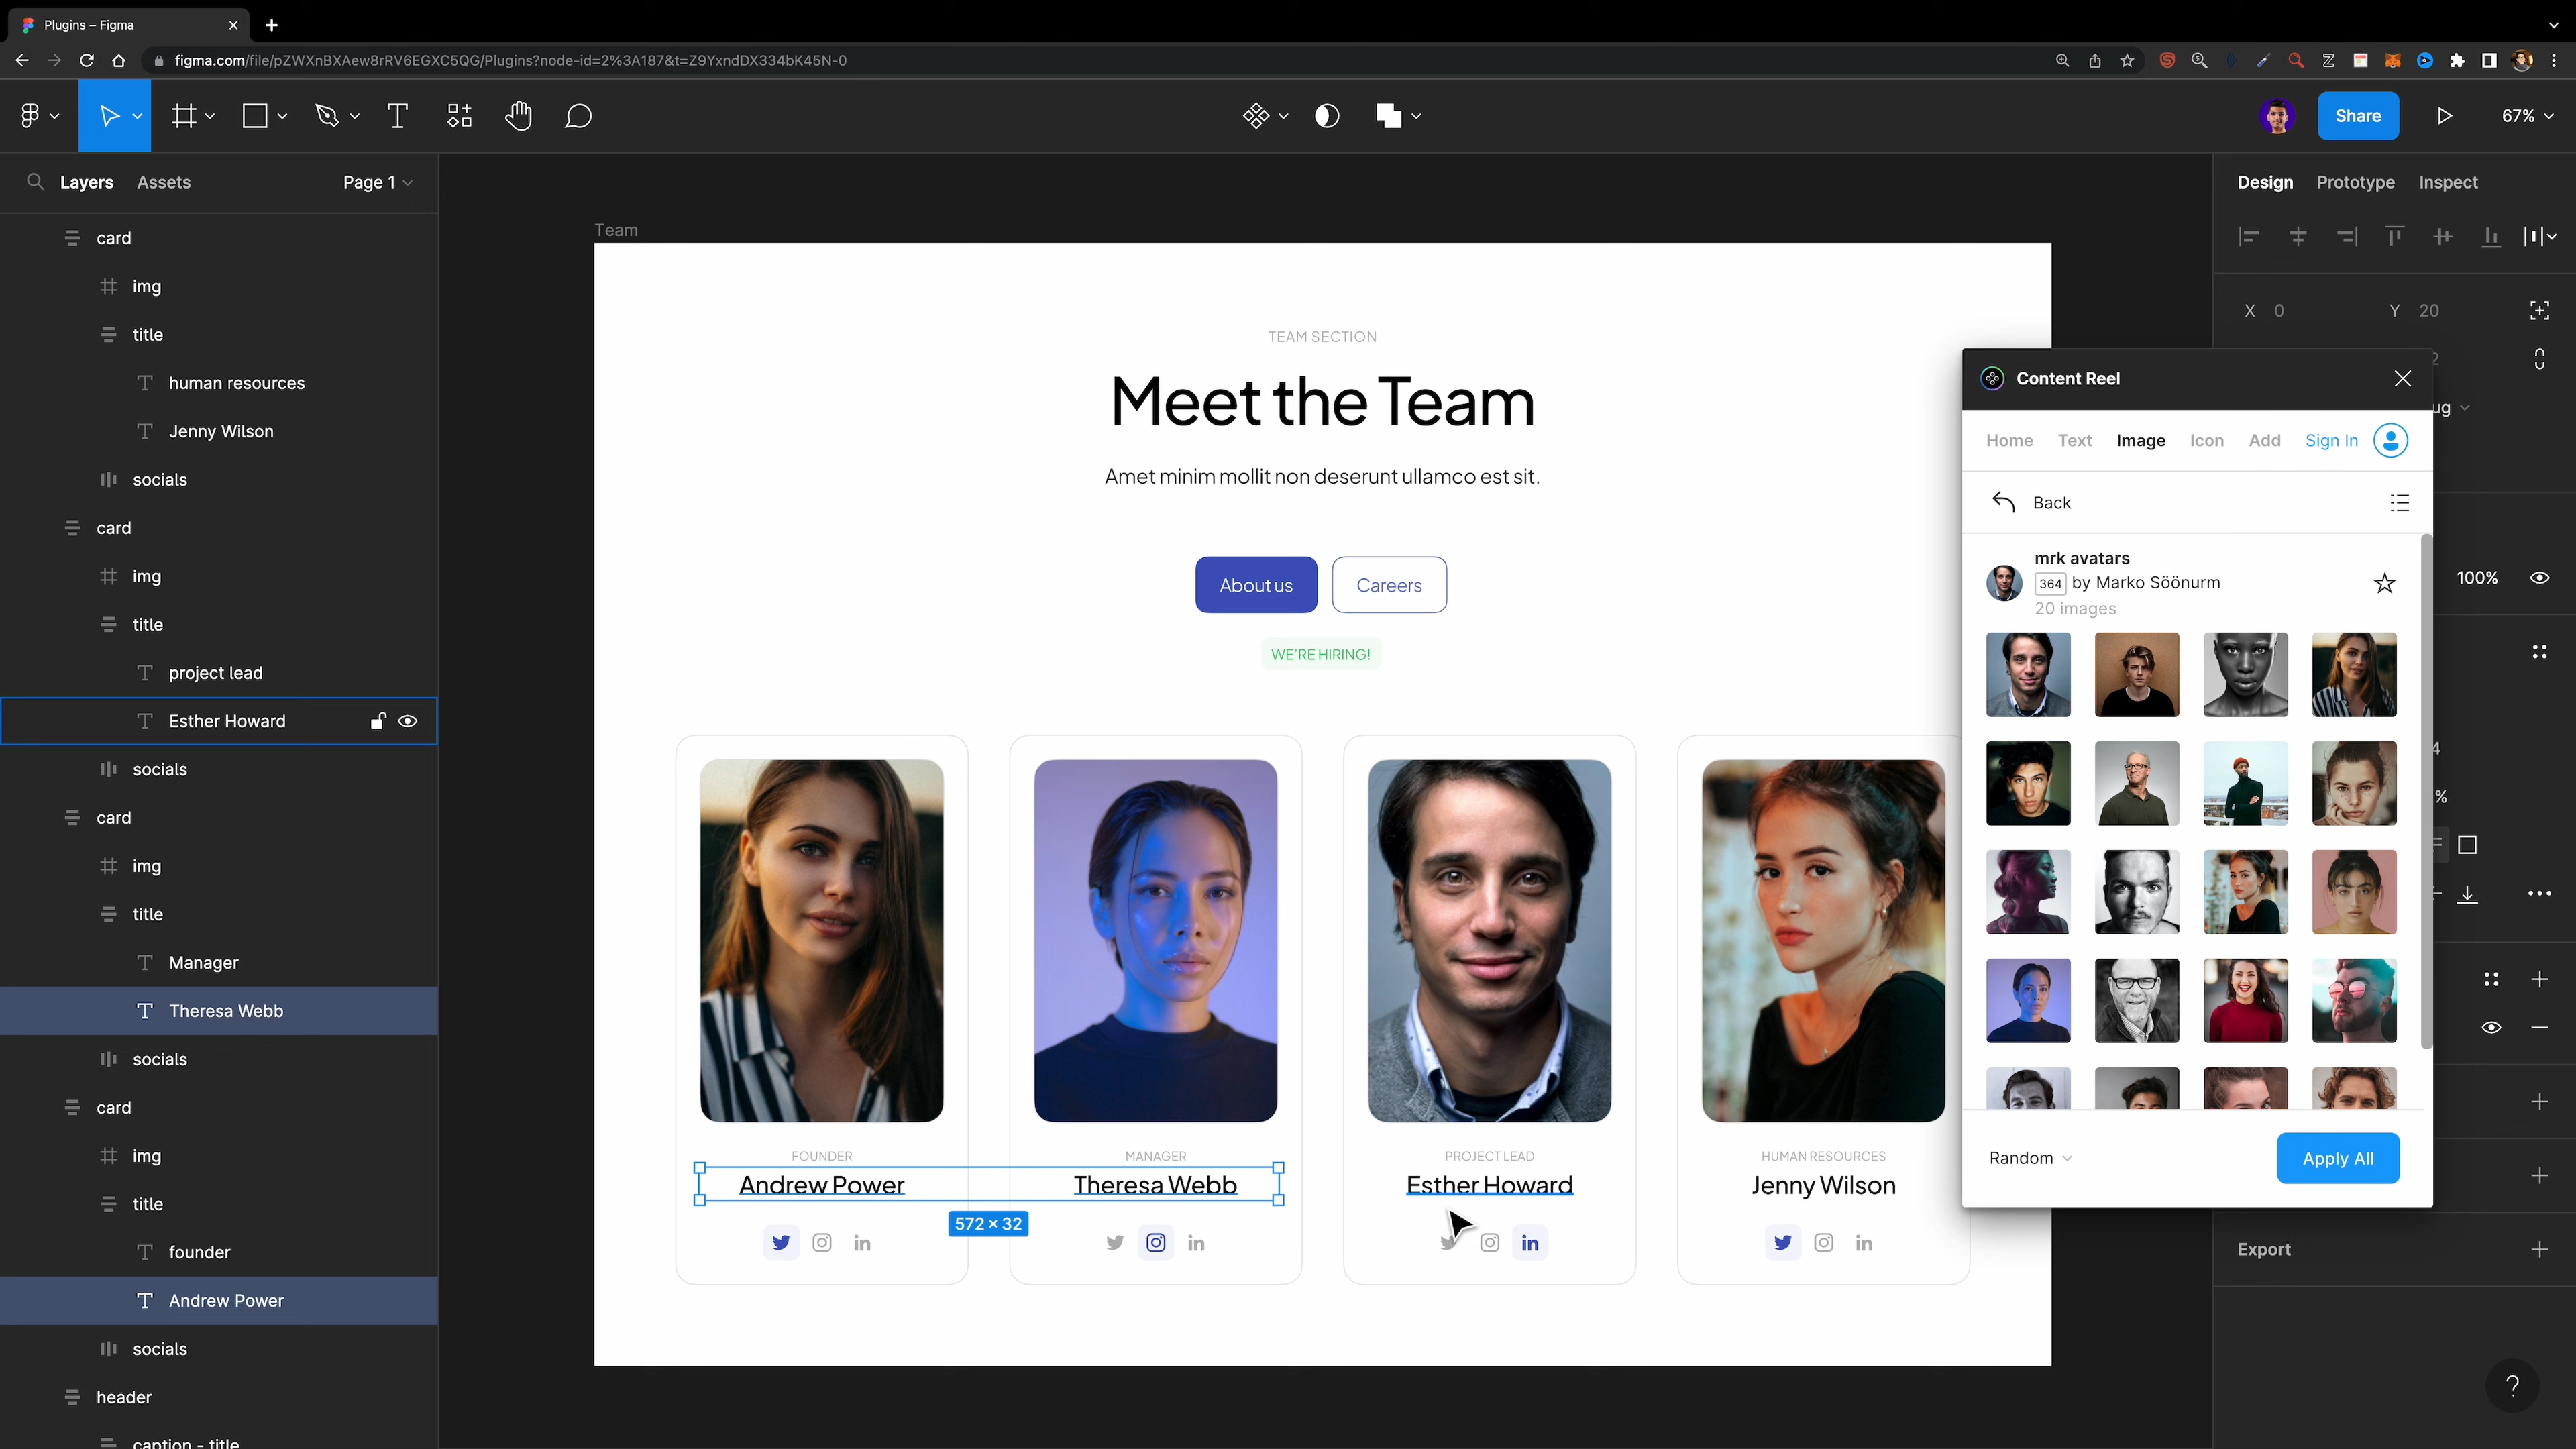 Plugins – Figma
figma.com/file/pZWXnBXAew8rRV6EGXC5QG/Plugins?node-id=2%3A187&t=Z9YxndDX334bK45N-0
Share
67%
Layers
Assets
Page 1
card
img
title
human resources
Jenny Wilson
socials
card
img
title
project lead
Esther Howard
socials
card
img
title
Manager
Theresa Webb
socials
card
img
title
founder
Andrew Power
socials
header
caption - title
Team
TEAM SECTION
Meet the Team
Amet minim mollit non deserunt ullamco est sit.
About us
Careers
WE'RE HIRING!
FOUNDER
Andrew Power
MANAGER
Theresa Webb
PROJECT LEAD
Esther Howard
HUMAN RESOURCES
Jenny Wilson
572 × 32
in
in
in
in
Content Reel
Home
Text
Image
Icon
Add
Sign In
Back
mrk avatars
364 by Marko Söönurm
20 images
Random
Apply All
Design
Prototype
Inspect
X 0
Y 20
100%
%
Export
?